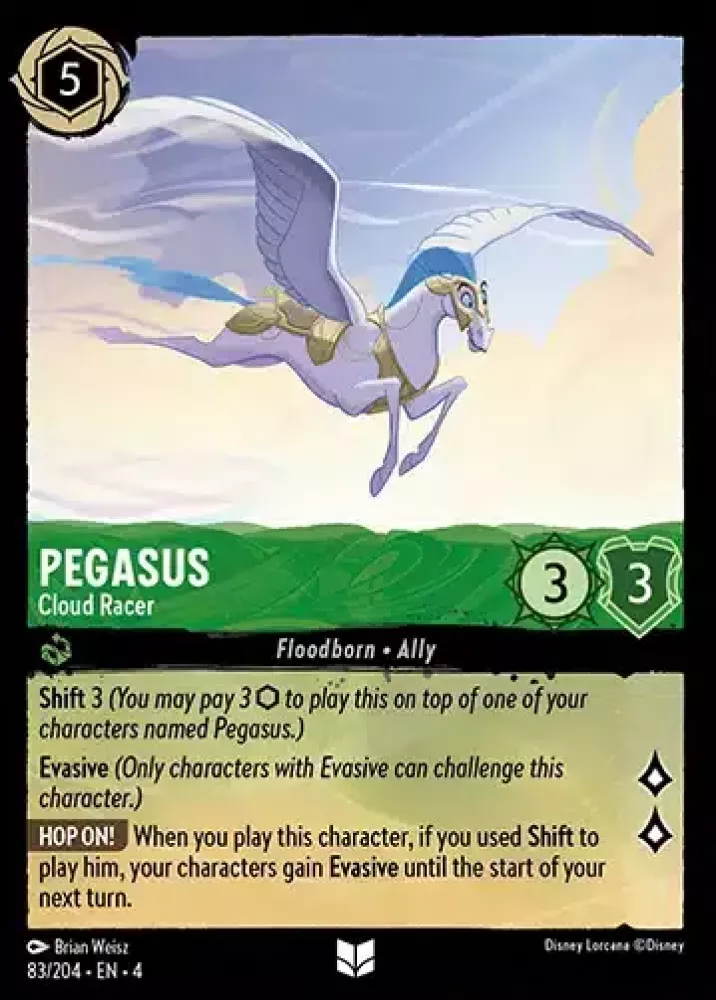 5
PEGASUS
Cloud Racer
3
3
Floodborn • Ally
Shift 3 (You may pay 3 to play this on top of one of your
characters named Pegasus.)
Evasive (Only characters with Evasive can challenge this
character.)
HOP ON! When you play this character, if you used Shift to
play him, your characters gain Evasive until the start of your
next turn.
Brian Weisz
Disney Lorcana ©Disney
83/204 • EN • 4